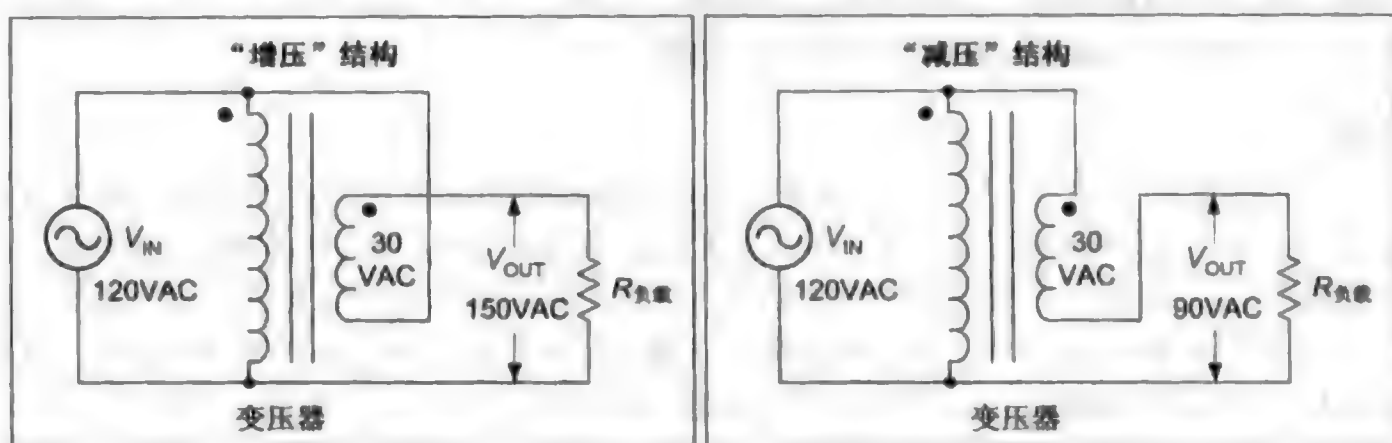 “增压”结构
V_IN
120VAC
30
VAC
V_OUT
150VAC
R负载
变压器
“减压”结构
V_IN
120VAC
30
VAC
V_OUT
90VAC
R负载
变压器